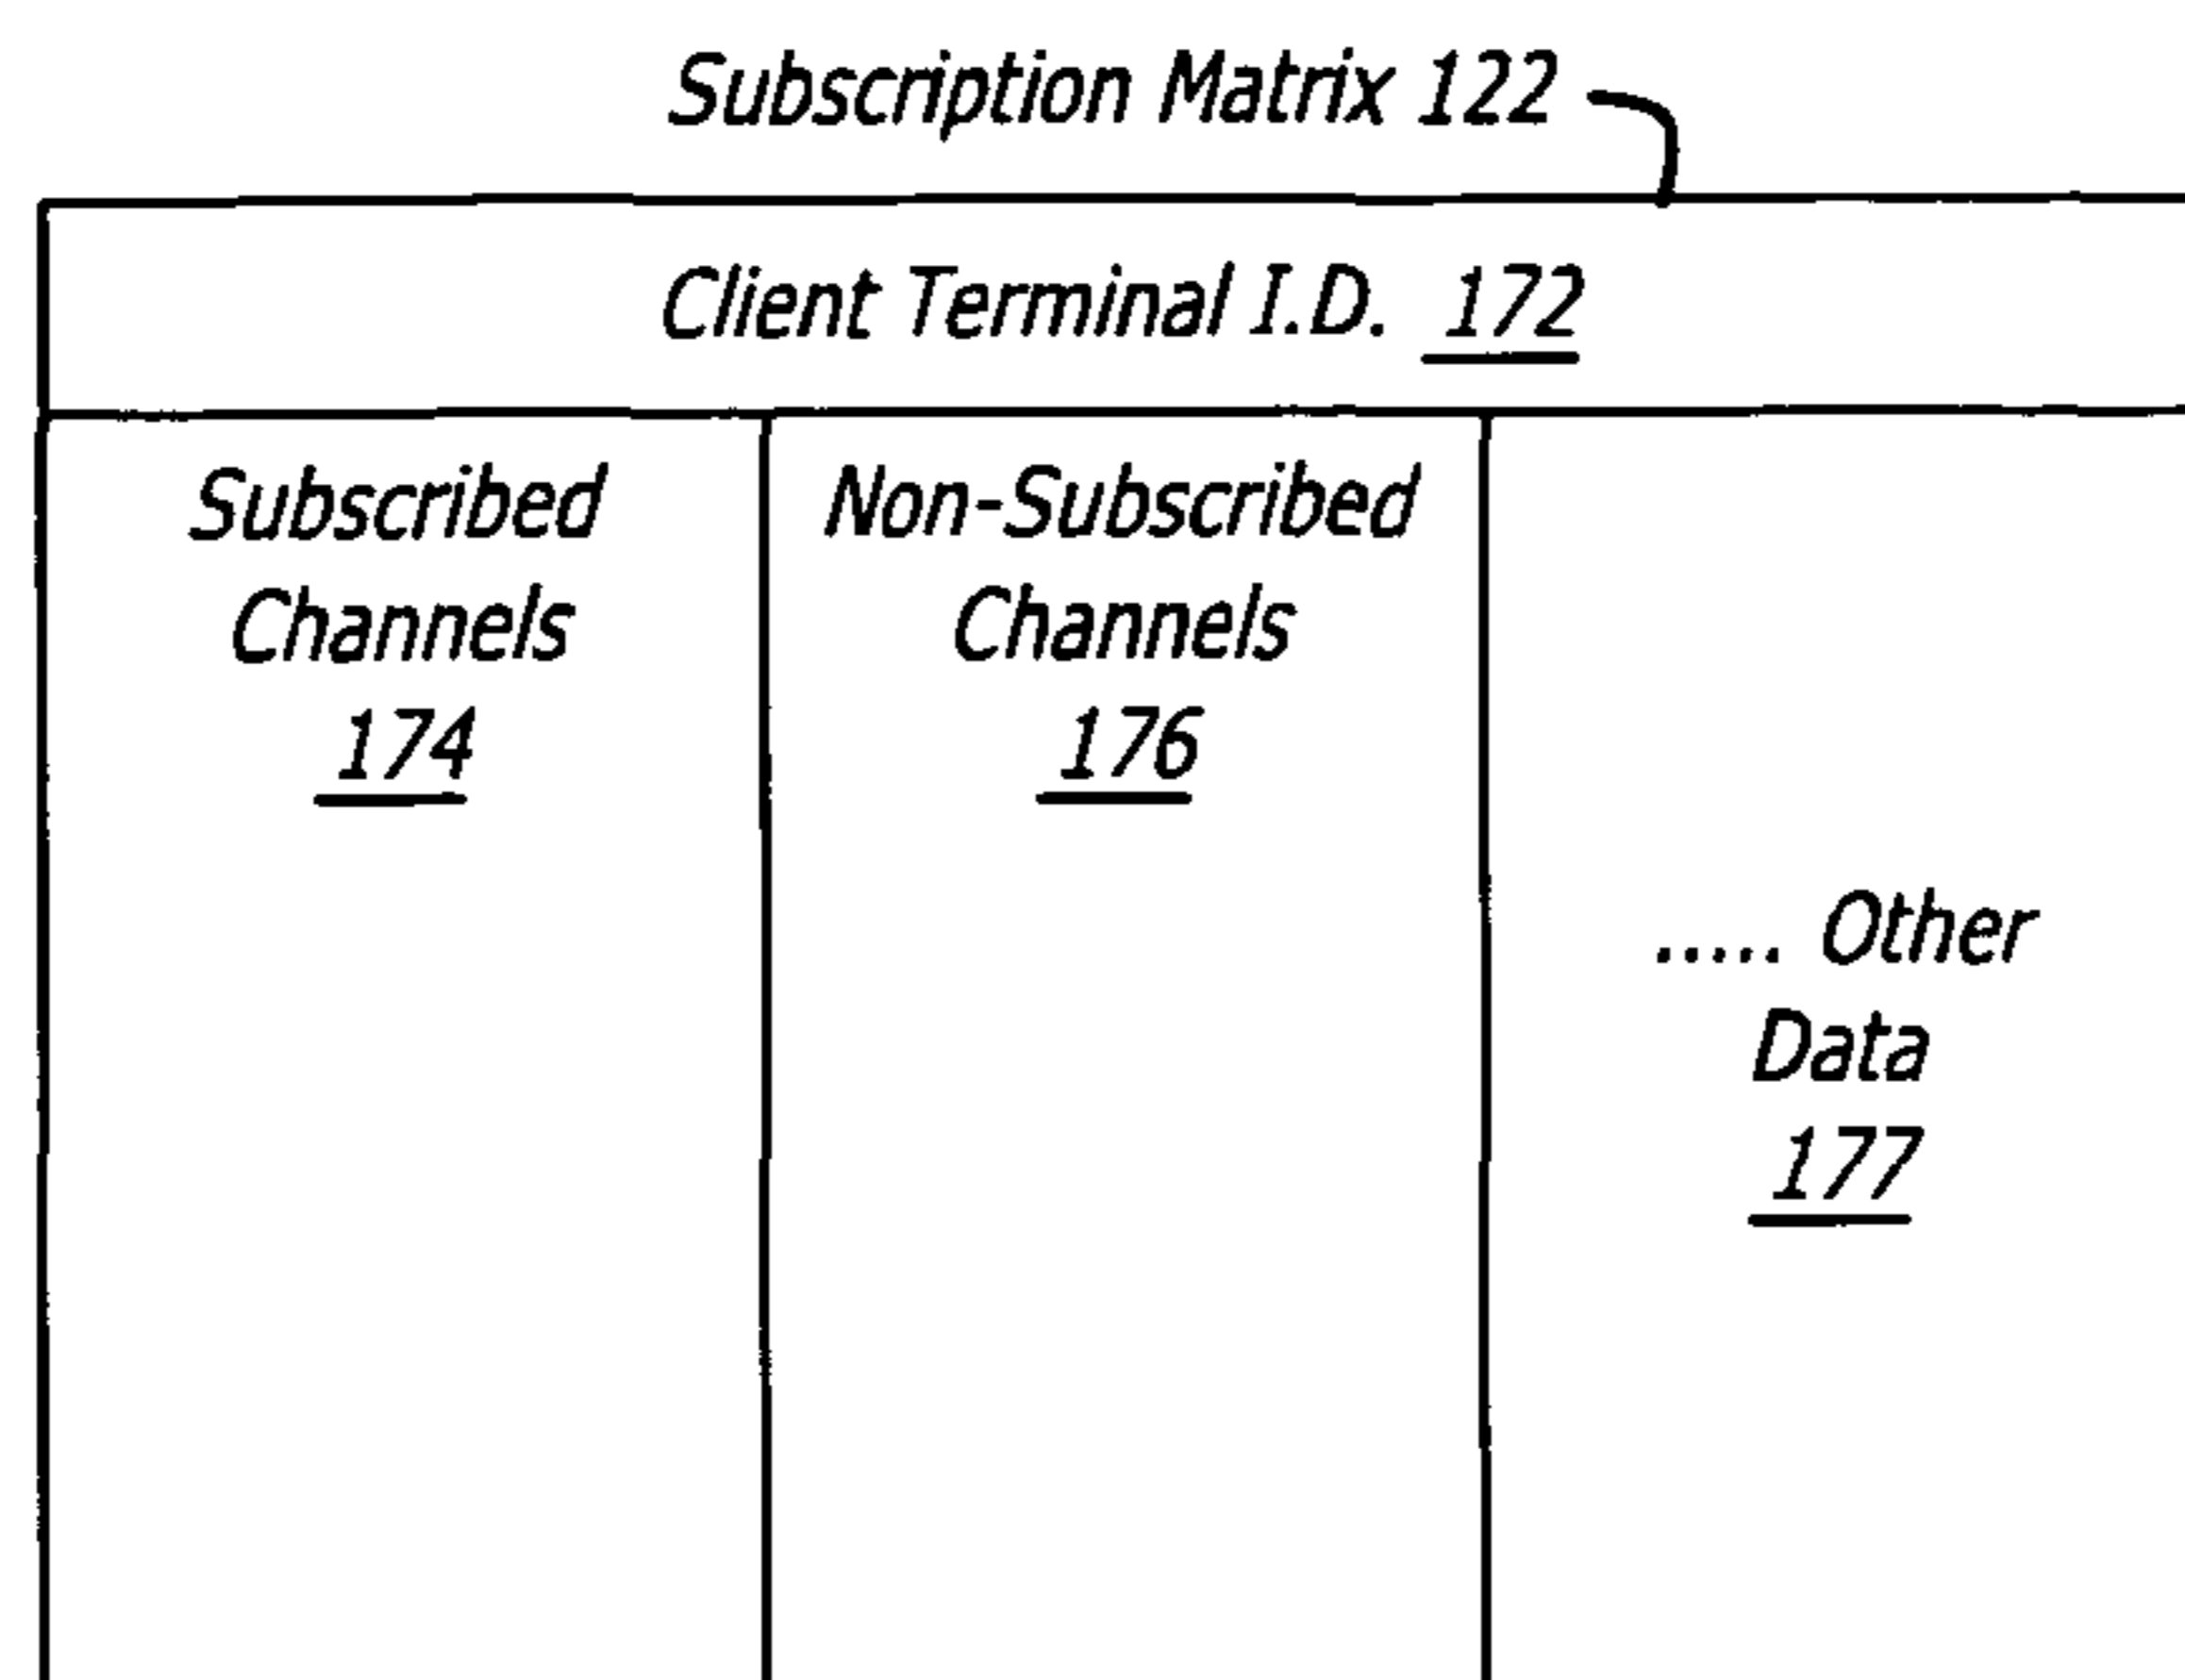 Subscription Matrix 122
Client Terminal I.D. 172
Subscribed
Channels
174
Non-Subscribed
Channels
176
..... Other
Data
177